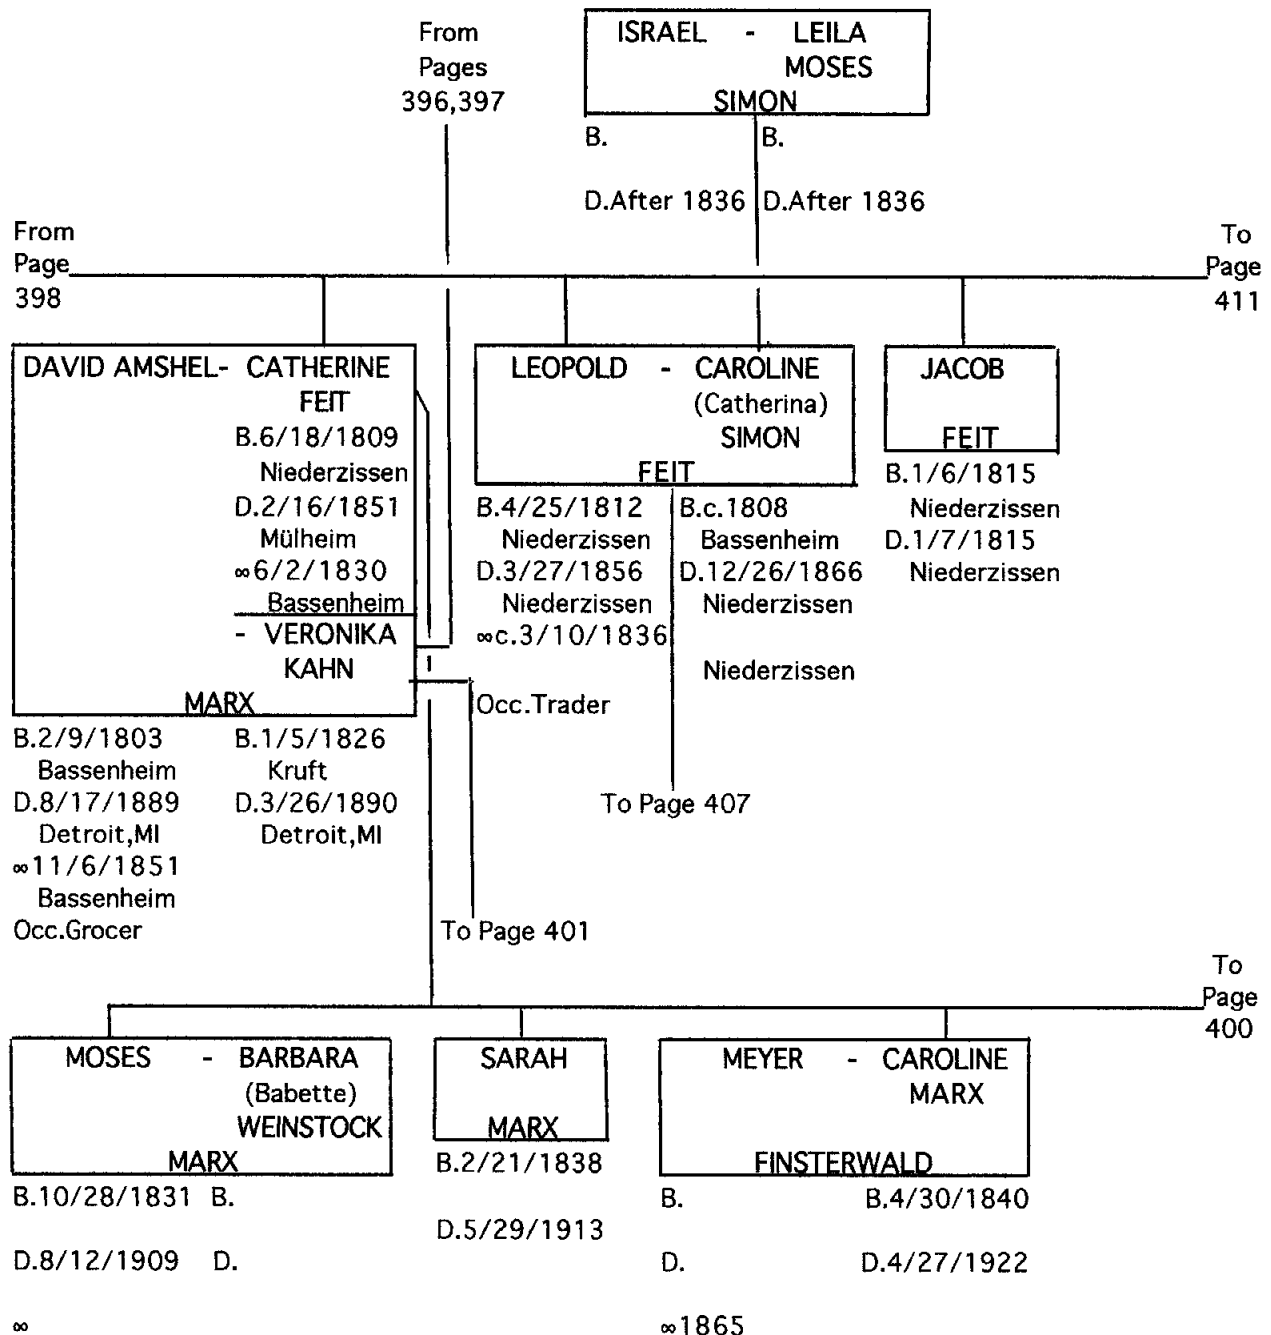 From
Pages
396,397
ISRAEL - LEILA
MOSES
SIMON
B. B.
D.After 1836 D.After 1836
From
Page
398
To
Page
411
DAVID AMSHEL- CATHERINE
FEIT
B.6/18/1809
Niederzissen
D.2/16/1851
Mülheim
∞6/2/1830
Bassenheim
- VERONIKA
KAHN
MARX
B.2/9/1803 B.1/5/1826
Bassenheim Kruft
D.8/17/1889 D.3/26/1890
Detroit,MI Detroit,MI
∞11/6/1851
Bassenheim
Occ.Grocer
To Page 401
LEOPOLD - CAROLINE
(Catherina)
SIMON
FEIT
B.4/25/1812 B.c.1808
Niederzissen Bassenheim
D.3/27/1856 D.12/26/1866
Niederzissen Niederzissen
∞c.3/10/1836
Niederzissen
Occ.Trader
To Page 407
JACOB
FEIT
B.1/6/1815
Niederzissen
D.1/7/1815
Niederzissen
To
Page
400
MOSES - BARBARA
(Babette)
WEINSTOCK
MARX
B.10/28/1831 B.
D.8/12/1909 D.
∞
SARAH
MARX
B.2/21/1838
D.5/29/1913
MEYER - CAROLINE
MARX
FINSTERWALD
B. B.4/30/1840
D. D.4/27/1922
∞1865